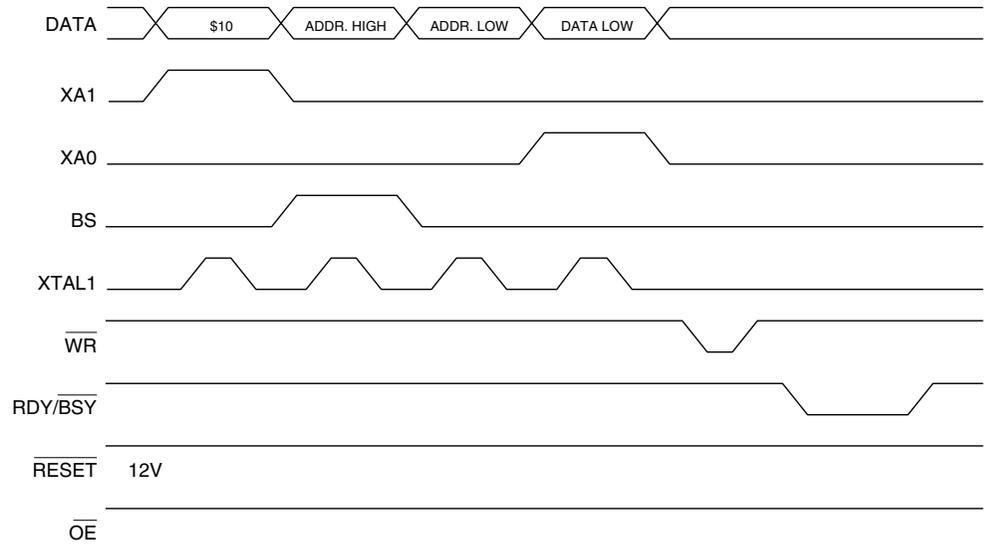 DATA $10 ADDR. HIGH ADDR. LOW DATA LOW
XA1
XA0
BS
XTAL1
WR
RDY/BSY
RESET 12V
OE